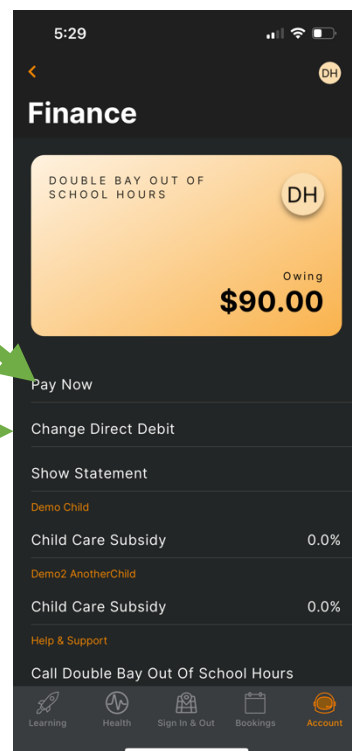 5:29
DH
Finance
DOUBLE BAY OUT OF
SCHOOL HOURS
DH
Owing
$90.00
Pay Now
Change Direct Debit
Show Statement
Demo Child
Child Care Subsidy 0.0%
Demo2 AnotherChild
Child Care Subsidy 0.0%
Help & Support
Call Double Bay Out Of School Hours
Learning Health Sign In & Out Bookings Account